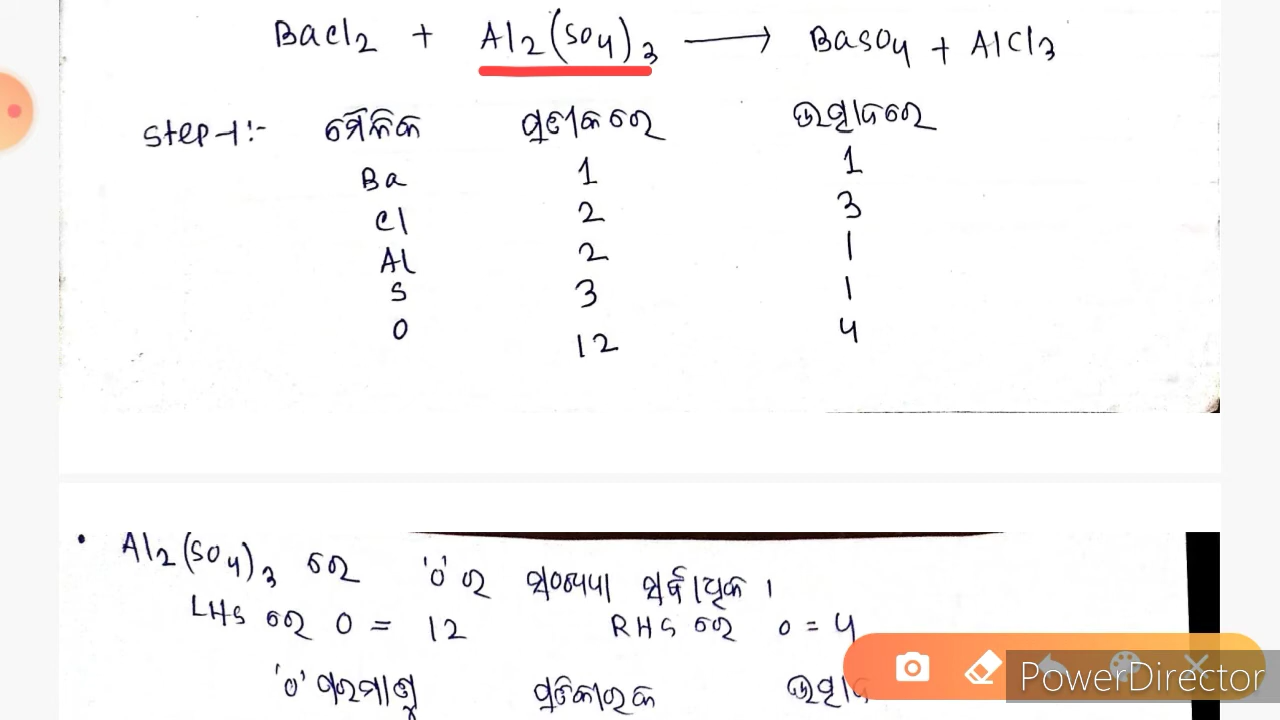 BaCl2 + Al2(SO4)3 → BaSO4 + AlCl3
Step-1:- ମୌଳିକ ପ୍ରତୀକରେ ଉତ୍ପାଦରେ
Ba 1 1
Cl 2 3
Al 2 1
S 3 1
O 12 4
• Al2(SO4)3 ରେ 'O' ର ସଂଖ୍ୟା ସର୍ବାଧିକ ।
LHS ରେ O = 12 RHS ରେ O = 4
'O' ପରମାଣୁ ପ୍ରତିକାରକ
PowerDirector